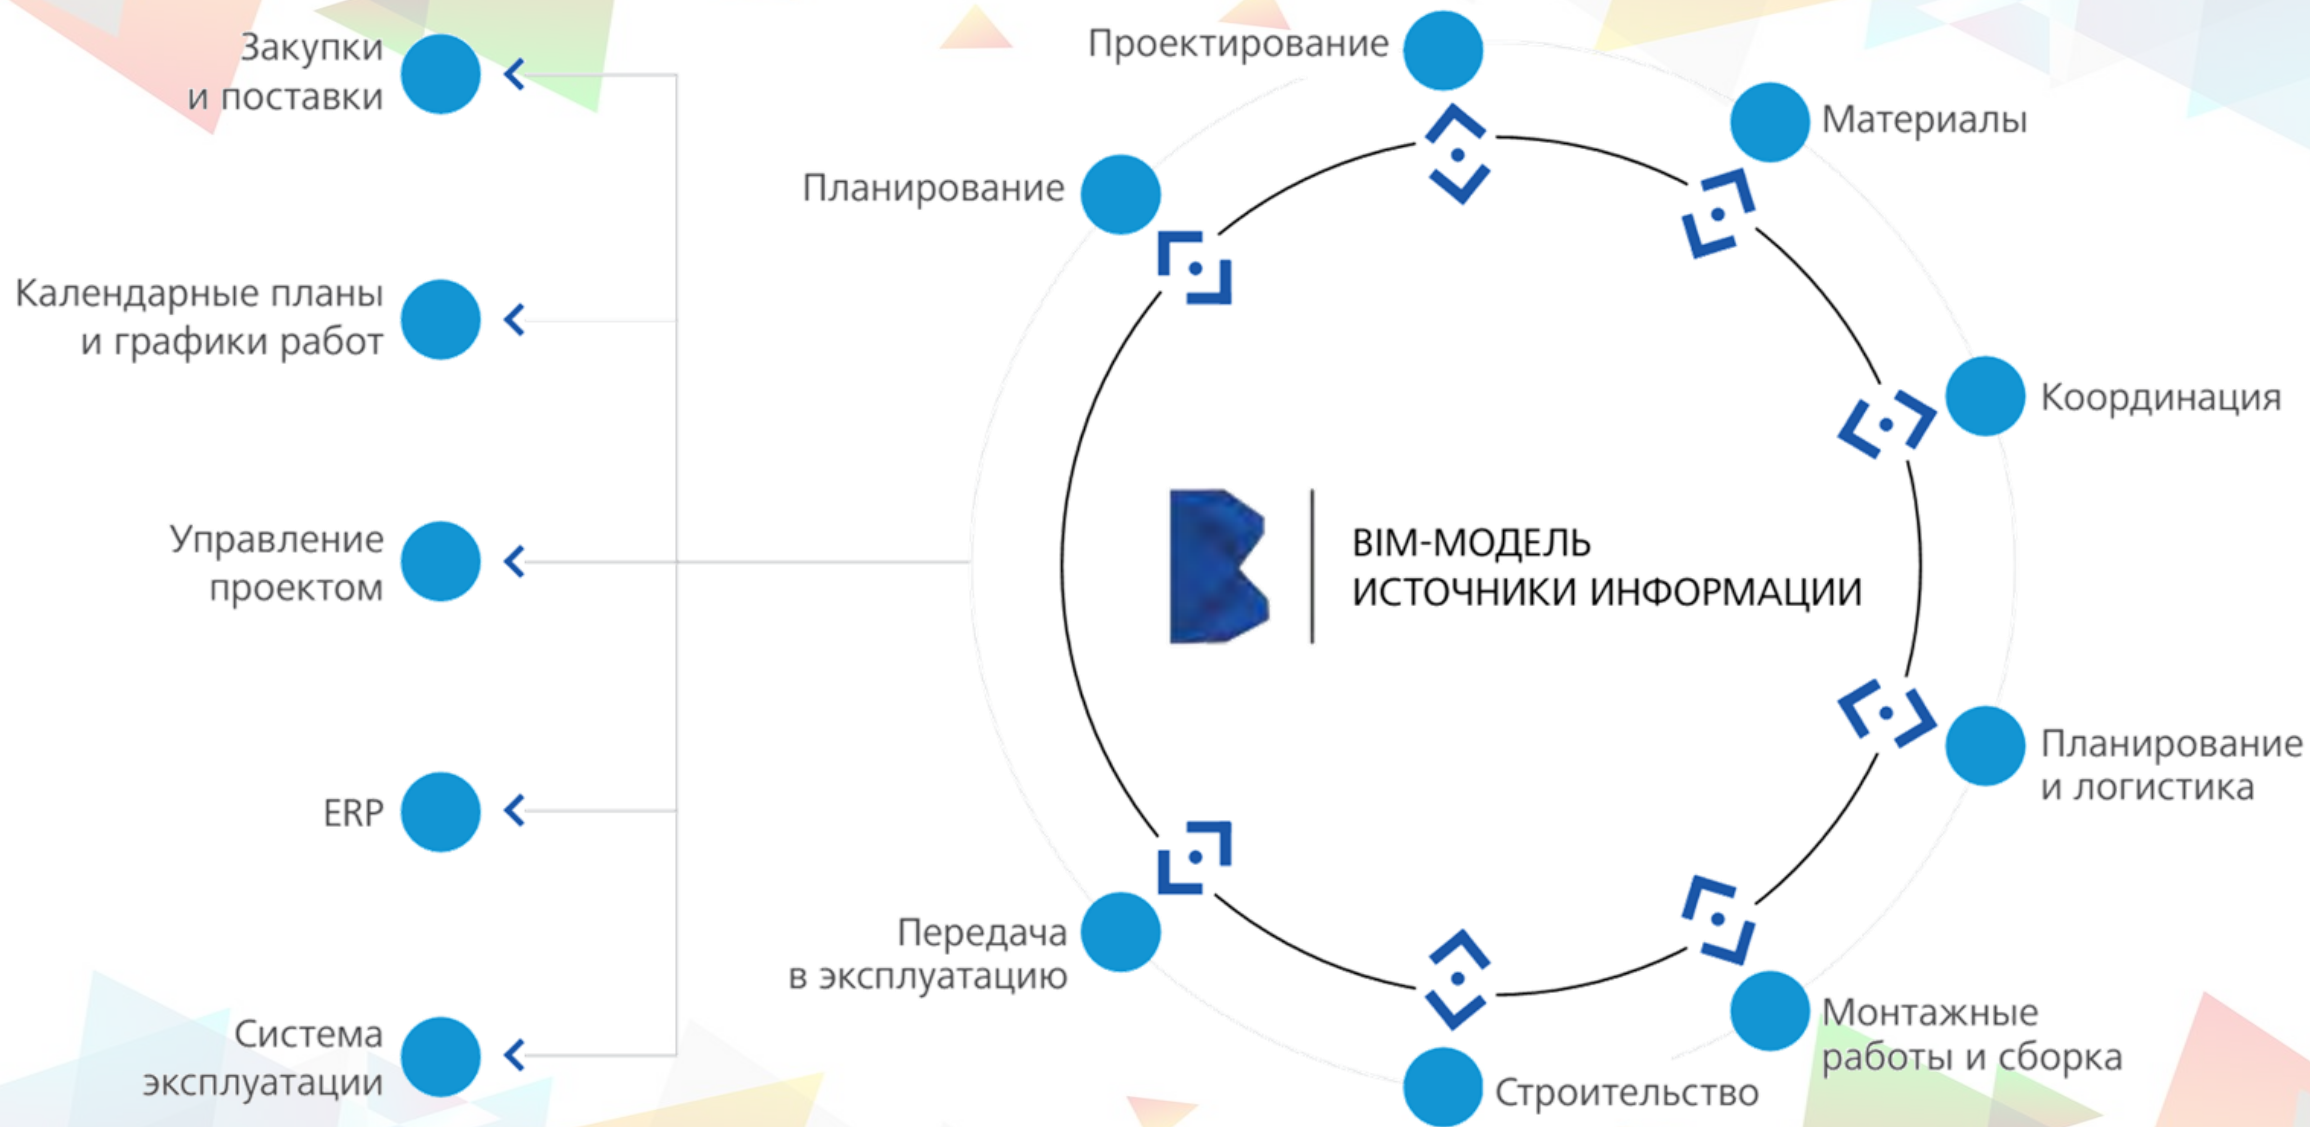 Закупки
и поставки
Календарные планы
и графики работ
Управление
проектом
ERP
Система
эксплуатации
Проектирование
Материалы
Планирование
Координация
BIM-МОДЕЛЬ
ИСТОЧНИКИ ИНФОРМАЦИИ
Планирование
и логистика
Передача
в эксплуатацию
Монтажные
работы и сборка
Строительство